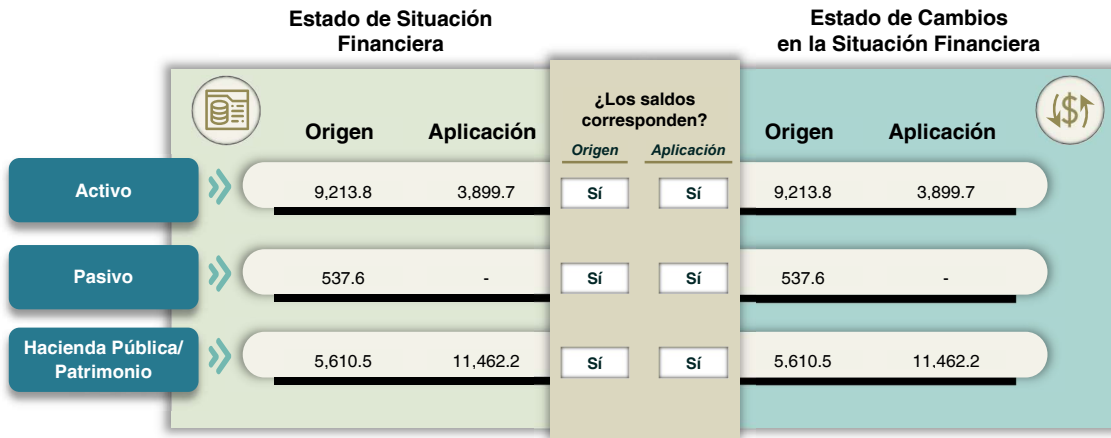 Estado de Situación
Financiera
Estado de Cambios
en la Situación Financiera
¿Los saldos
corresponden?
Origen Aplicación
Origen Aplicación
Origen Aplicación
Activo 9,213.8 3,899.7 Sí Sí 9,213.8 3,899.7
Pasivo 537.6 - Sí Sí 537.6 -
Hacienda Pública/
Patrimonio 5,610.5 11,462.2 Sí Sí 5,610.5 11,462.2